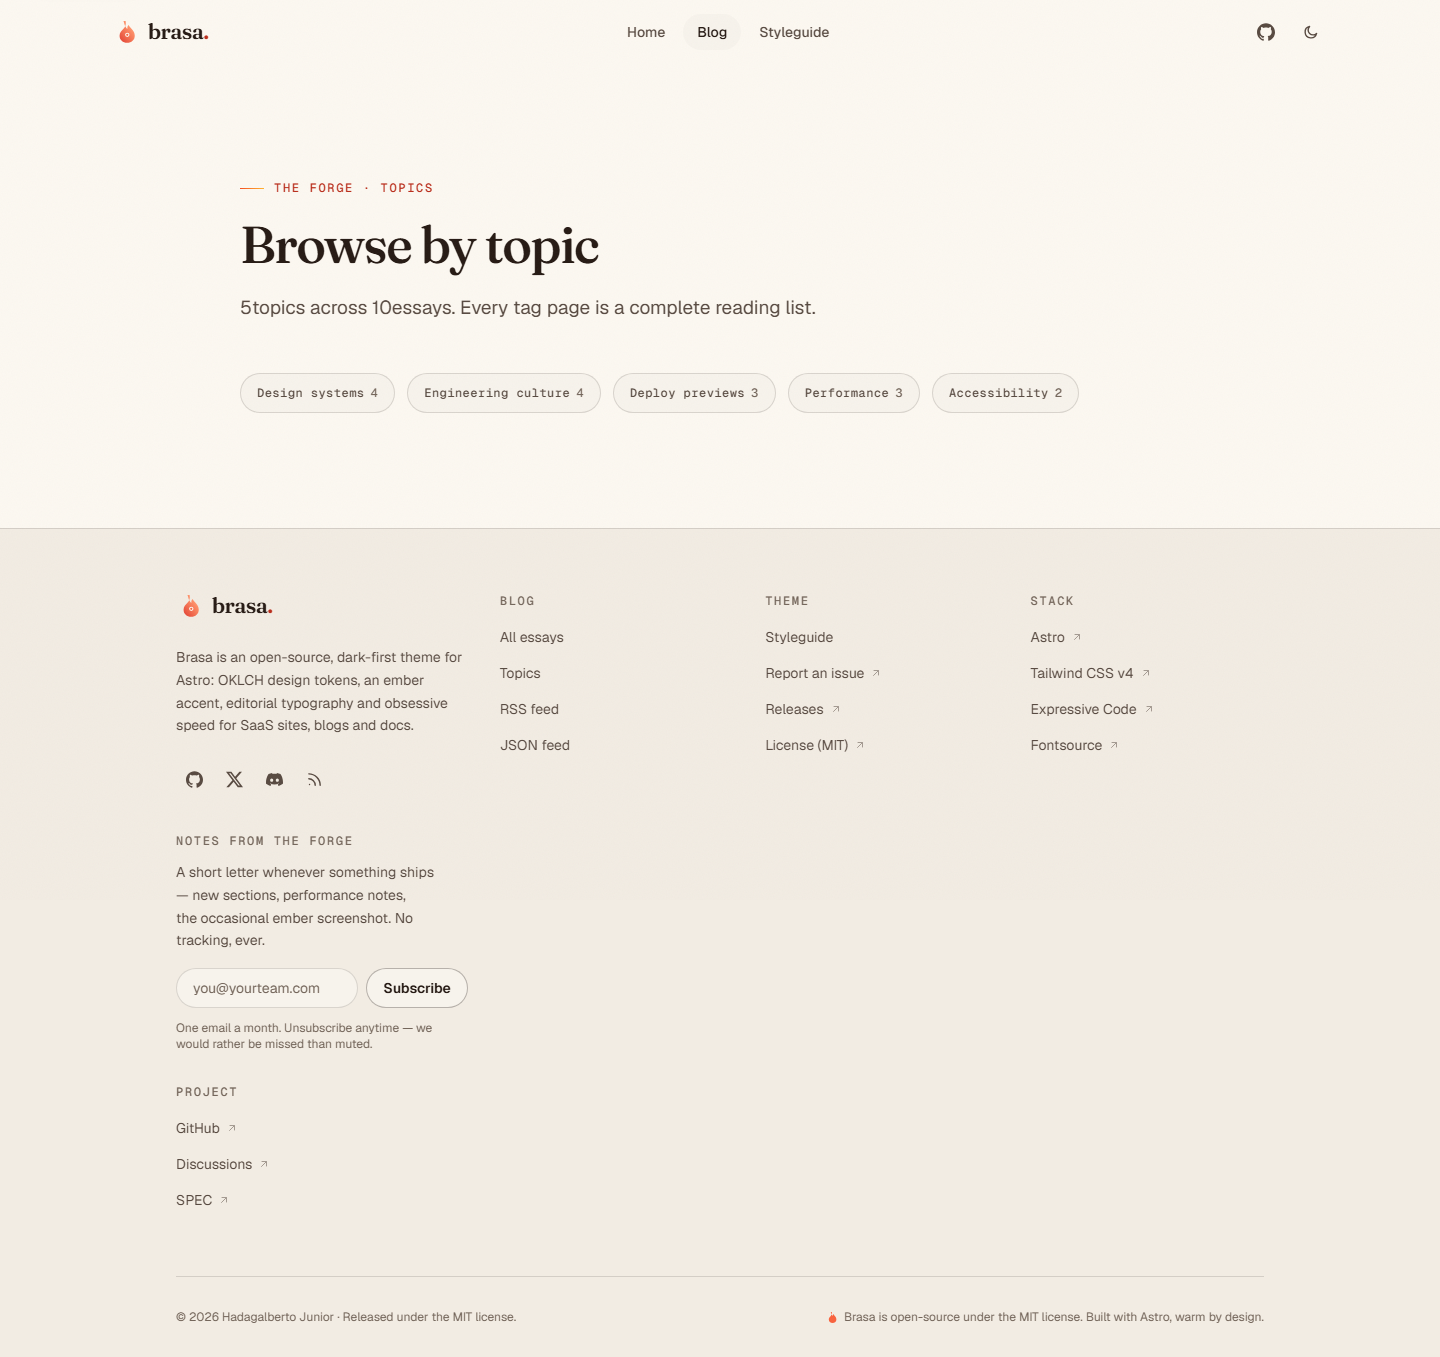 brasa.
Home
Blog
Styleguide
THE FORGE · TOPICS
Browse by topic
5topics across 10essays. Every tag page is a complete reading list.
Design systems 4
Engineering culture 4
Deploy previews 3
Performance 3
Accessibility 2
brasa.
Brasa is an open-source, dark-first theme for
Astro: OKLCH design tokens, an ember
accent, editorial typography and obsessive
speed for SaaS sites, blogs and docs.
NOTES FROM THE FORGE
A short letter whenever something ships
— new sections, performance notes,
the occasional ember screenshot. No
tracking, ever.
you@yourteam.com
Subscribe
One email a month. Unsubscribe anytime — we
would rather be missed than muted.
BLOG
All essays
Topics
RSS feed
JSON feed
THEME
Styleguide
Report an issue
Releases
License (MIT)
STACK
Astro
Tailwind CSS v4
Expressive Code
Fontsource
PROJECT
GitHub
Discussions
SPEC
© 2026 Hadagalberto Junior · Released under the MIT license.
Brasa is open-source under the MIT license. Built with Astro, warm by design.